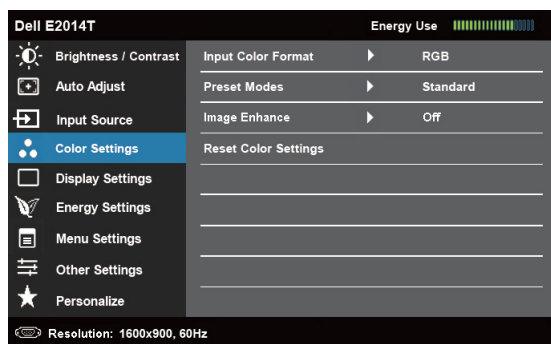 Dell E2014T Energy Use
Brightness / Contrast
Auto Adjust
Input Source
Color Settings
Display Settings
Energy Settings
Menu Settings
Other Settings
Personalize
Input Color Format RGB
Preset Modes Standard
Image Enhance Off
Reset Color Settings
Resolution: 1600x900, 60Hz